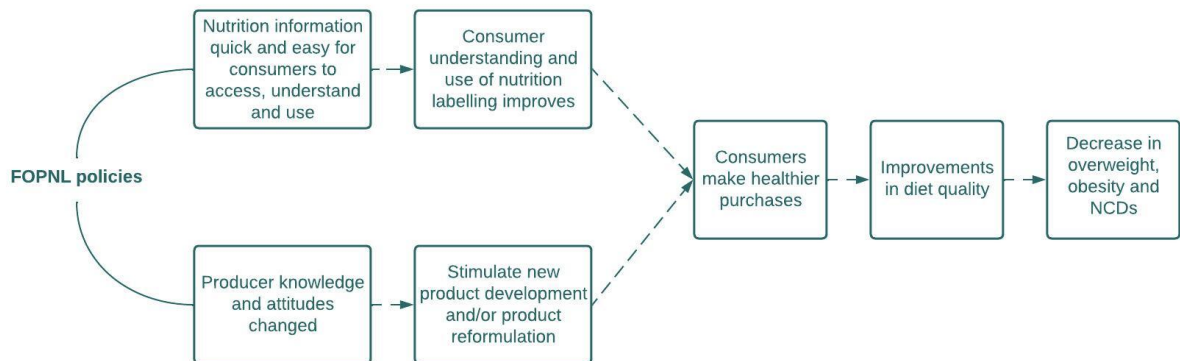 Nutrition information
quick and easy for
consumers to
access, understand
and use
Consumer
understanding and
use of nutrition
labelling improves
FOPNL policies
Consumers
make healthier
purchases
Improvements
in diet quality
Decrease in
overweight,
obesity and
NCDs
Producer knowledge
and attitudes
changed
Stimulate new
product development
and/or product
reformulation